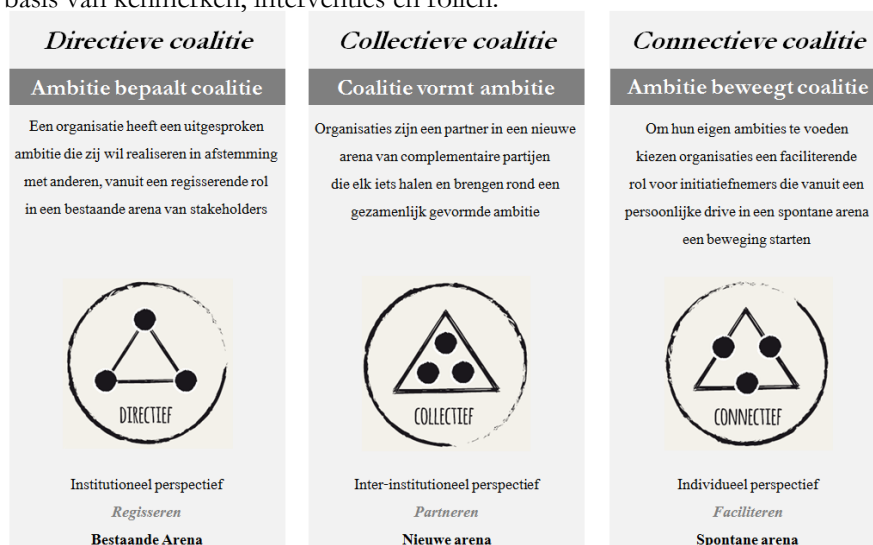 basis van kenmerken, interventies en rollen.
Directieve coalitie
Ambitie bepaalt coalitie
Een organisatie heeft een uitgesproken
ambitie die zij wil realiseren in afstemming
met anderen, vanuit een regisserende rol
in een bestaande arena van stakeholders
DIRECTIEF
Institutioneel perspectief
Regisseren
Bestaande Arena
Collectieve coalitie
Coalitie vormt ambitie
Organisaties zijn een partner in een nieuwe
arena van complementaire partijen
die elk iets halen en brengen rond een
gezamenlijk gevormde ambitie
COLLECTIEF
Inter-institutioneel perspectief
Partneren
Nieuwe arena
Connectieve coalitie
Ambitie beweegt coalitie
Om hun eigen ambities te voeden
kiezen organisaties een faciliterende
rol voor initiatiefnemers die vanuit een
persoonlijke drive in een spontane arena
een beweging starten
CONNECTIEF
Individueel perspectief
Faciliteren
Spontane arena